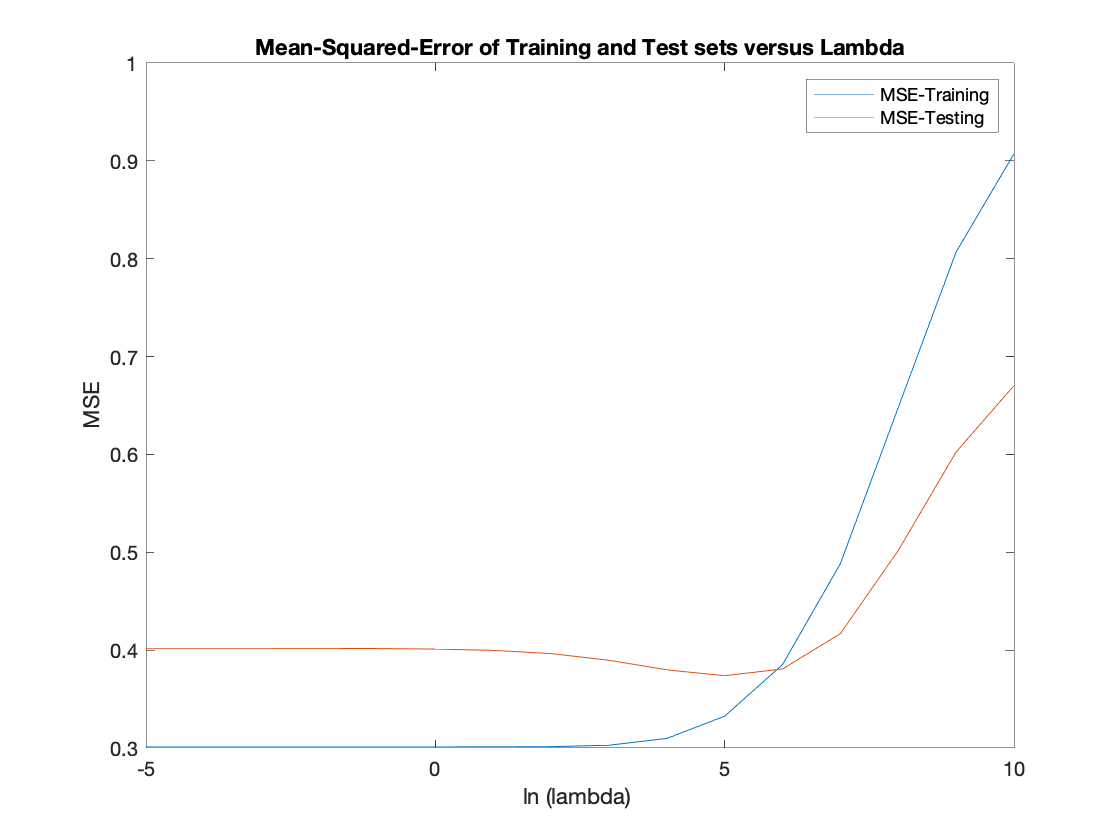 Mean-Squared-Error of Training and Test sets versus Lambda
1
0.9
0.8
0.7
0.6
0.5
0.4
0.3
MSE
MSE-Training
MSE-Testing
-5
0
5
10
ln (lambda)